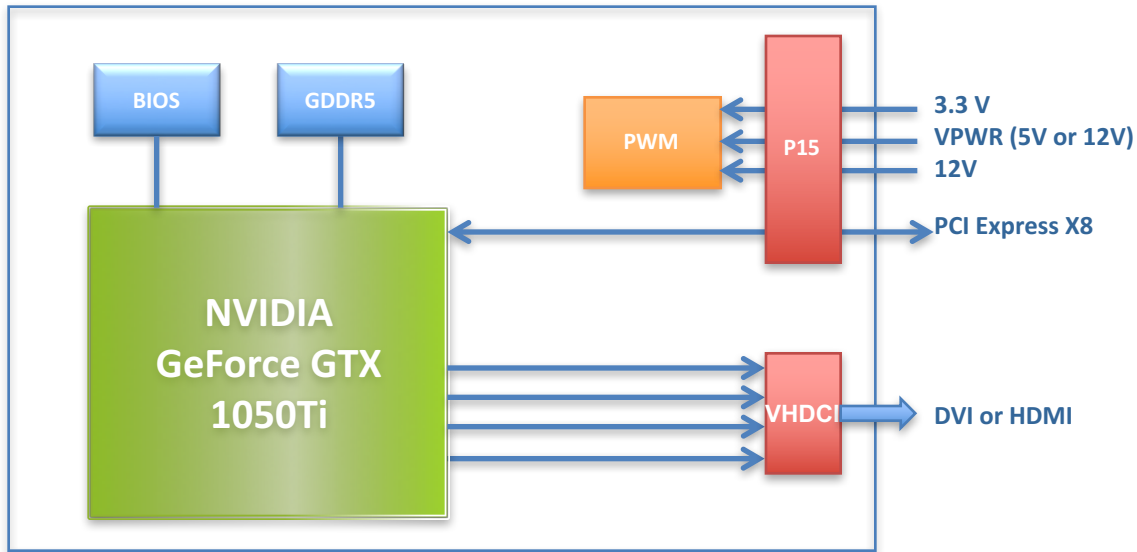 BIOS
GDDR5
PWM
P15
3.3 V
VPWR (5V or 12V)
12V
PCI Express X8
NVIDIA
GeForce GTX
1050Ti
VHDCI
DVI or HDMI